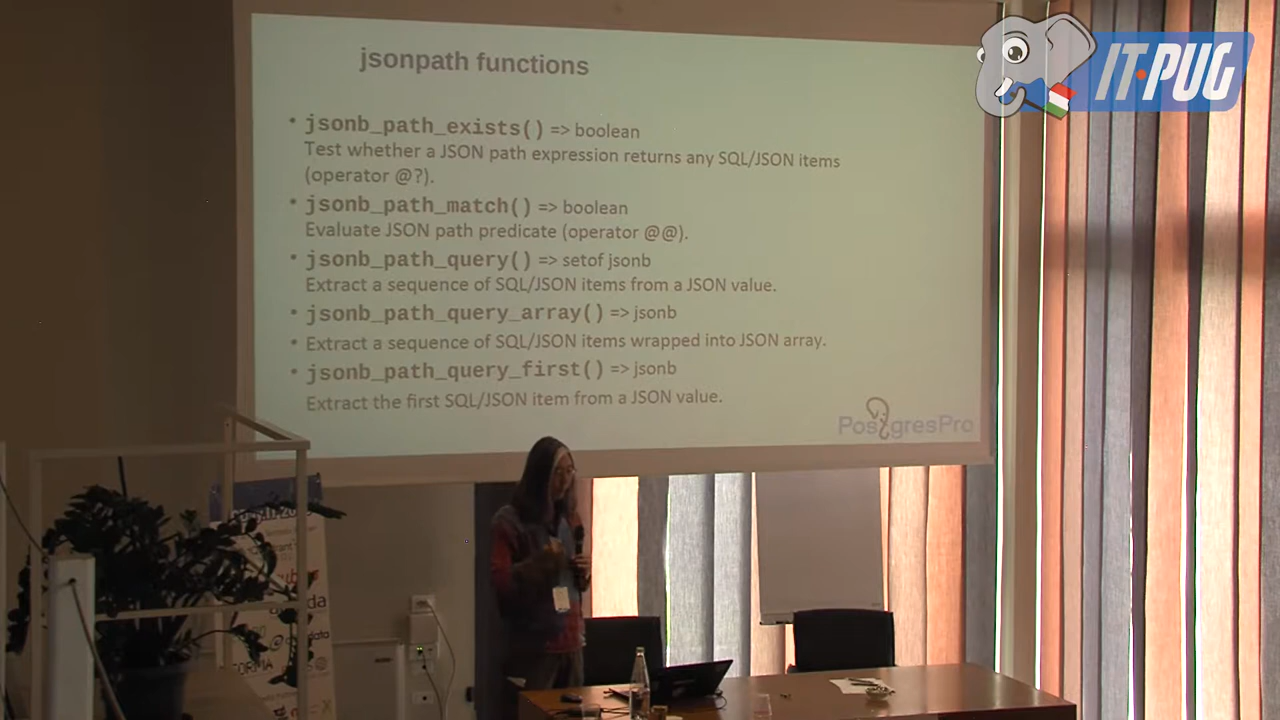 jsonpath functions
IT·PUG
• jsonb_path_exists() => boolean
Test whether a JSON path expression returns any SQL/JSON items
(operator @?).
• jsonb_path_match() => boolean
Evaluate JSON path predicate (operator @@).
• jsonb_path_query() => setof jsonb
Extract a sequence of SQL/JSON items from a JSON value.
• jsonb_path_query_array() => jsonb
• Extract a sequence of SQL/JSON items wrapped into JSON array.
• jsonb_path_query_first() => jsonb
Extract the first SQL/JSON item from a JSON value.
PostgresPro